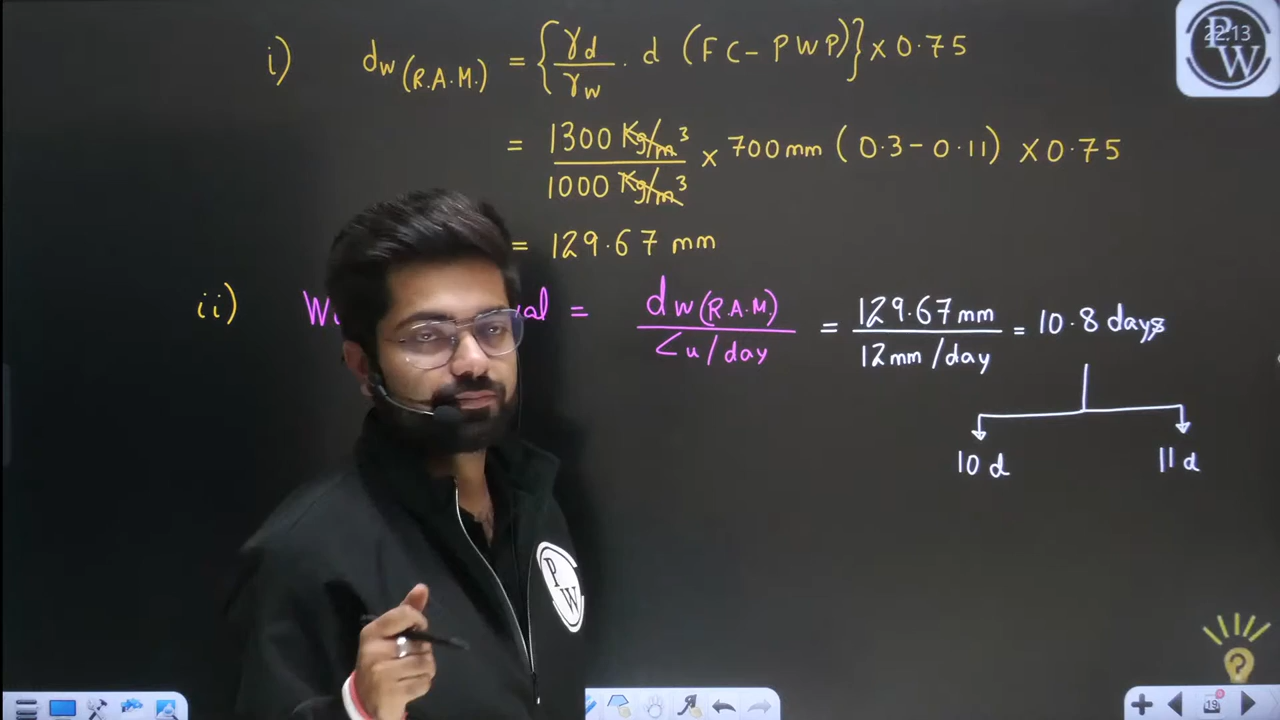 22:13
PW
i) dw(R.A.M.) = {γd/γw . d (FC - PWP)} × 0.75
= 1300 Kg/m³ / 1000 Kg/m³ × 700 mm (0.3 - 0.11) × 0.75
= 129.67 mm
ii) = dw(R.A.M.) / Cu/day = 129.67 mm / 12 mm/day = 10.8 days
10 d 11 d
PW
19